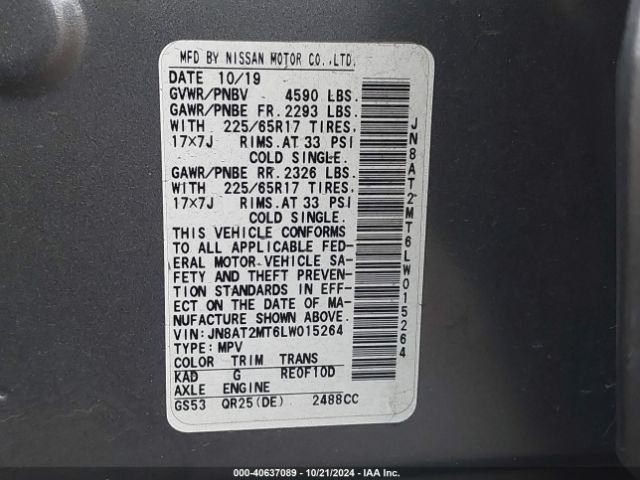 MFD BY NISSAN MOTOR CO.,LTD.
DATE 10/19
GVWR/PNBV 4590 LBS.
GAWR/PNBE FR. 2293 LBS.
WITH 225/65R17 TIRES.
17×7J RIMS. AT 33 PSI
COLD SINGLE.
GAWR/PNBE RR. 2326 LBS.
WITH 225/65R17 TIRES.
17×7J RIMS. AT 33 PSI
COLD SINGLE.
THIS VEHICLE CONFORMS
TO ALL APPLICABLE FED-
ERAL MOTOR-VEHICLE SA-
FETY AND THEFT PREVEN-
TION STANDARDS IN EFF-
ECT ON THE DATE OF MA-
NUFACTURE SHOWN ABOVE.
VIN: JN8AT2MT6LW015264
TYPE: MPV
COLOR TRIM TRANS
KAD G RE0F10D
AXLE ENGINE
GS53 QR25(DE) 2488CC
JN8AT2MT6LW015264
000-40637089 - 10/21/2024 - IAA Inc.